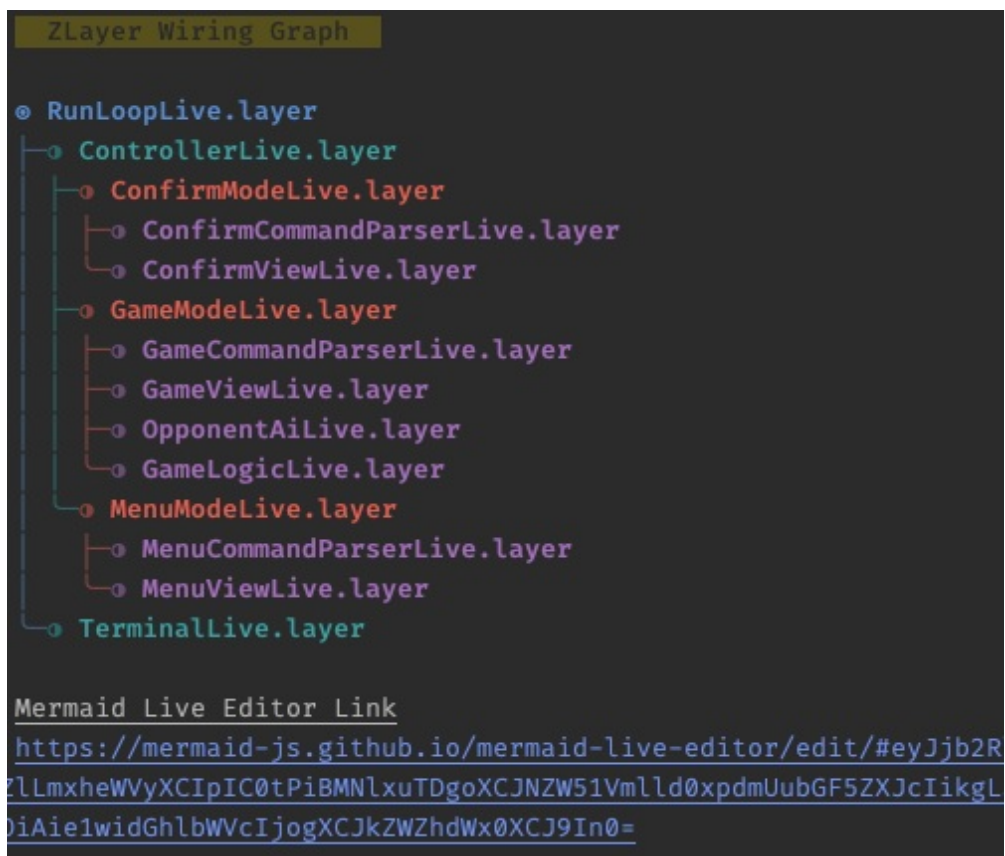 ZLayer Wiring Graph
RunLoopLive.layer
ControllerLive.layer
ConfirmModeLive.layer
ConfirmCommandParserLive.layer
ConfirmViewLive.layer
GameModeLive.layer
GameCommandParserLive.layer
GameViewLive.layer
OpponentAiLive.layer
GameLogicLive.layer
MenuModeLive.layer
MenuCommandParserLive.layer
MenuViewLive.layer
TerminalLive.layer
Mermaid Live Editor Link
https://mermaid-js.github.io/mermaid-live-editor/edit/#eyJjb2R
ZlLmxheWVyXCIpIC0tPiBMNlxuTDgoXCJNZW51Vmlld0xpdmUubGF5ZXJcIikgL
OiAie1widGhlbWVcIjogXCJkZWZhdWx0XCJ9In0=